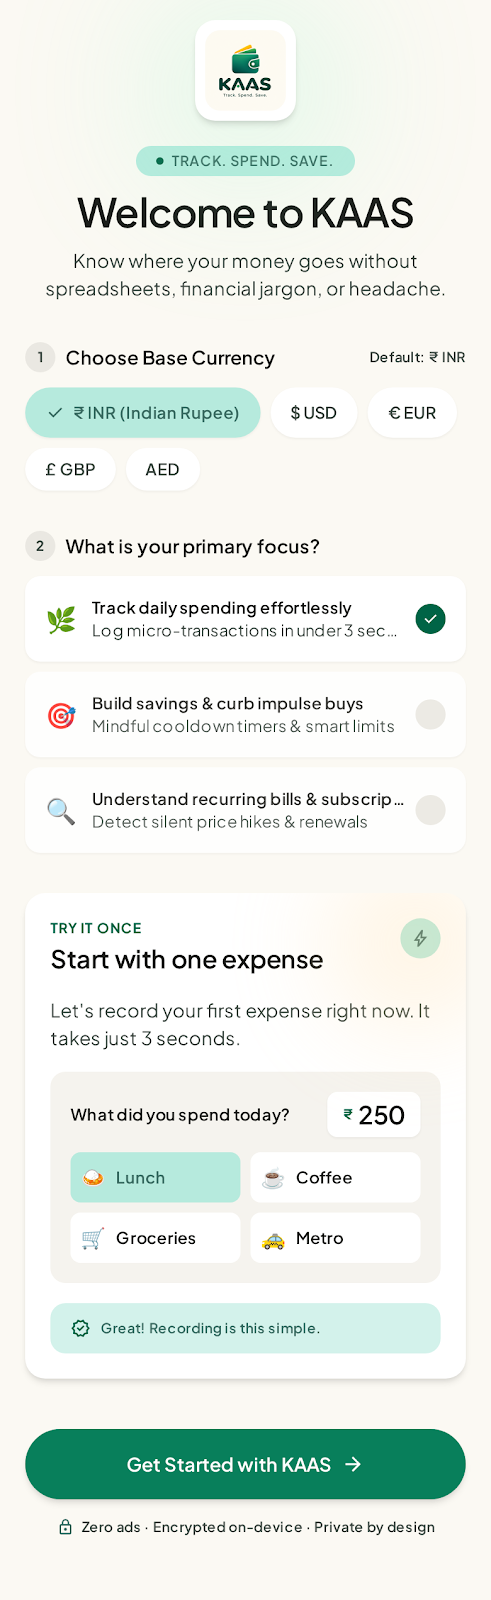 KAAS
Track. Spend. Save.
TRACK. SPEND. SAVE.
Welcome to KAAS
Know where your money goes without
spreadsheets, financial jargon, or headache.
1 Choose Base Currency Default: ₹ INR
₹ INR (Indian Rupee) $ USD € EUR
£ GBP AED
2 What is your primary focus?
Track daily spending effortlessly
Log micro-transactions in under 3 sec...
Build savings & curb impulse buys
Mindful cooldown timers & smart limits
Understand recurring bills & subscrip...
Detect silent price hikes & renewals
TRY IT ONCE
Start with one expense
Let's record your first expense right now. It
takes just 3 seconds.
What did you spend today? ₹ 250
Lunch Coffee
Groceries Metro
Great! Recording is this simple.
Get Started with KAAS →
Zero ads · Encrypted on-device · Private by design